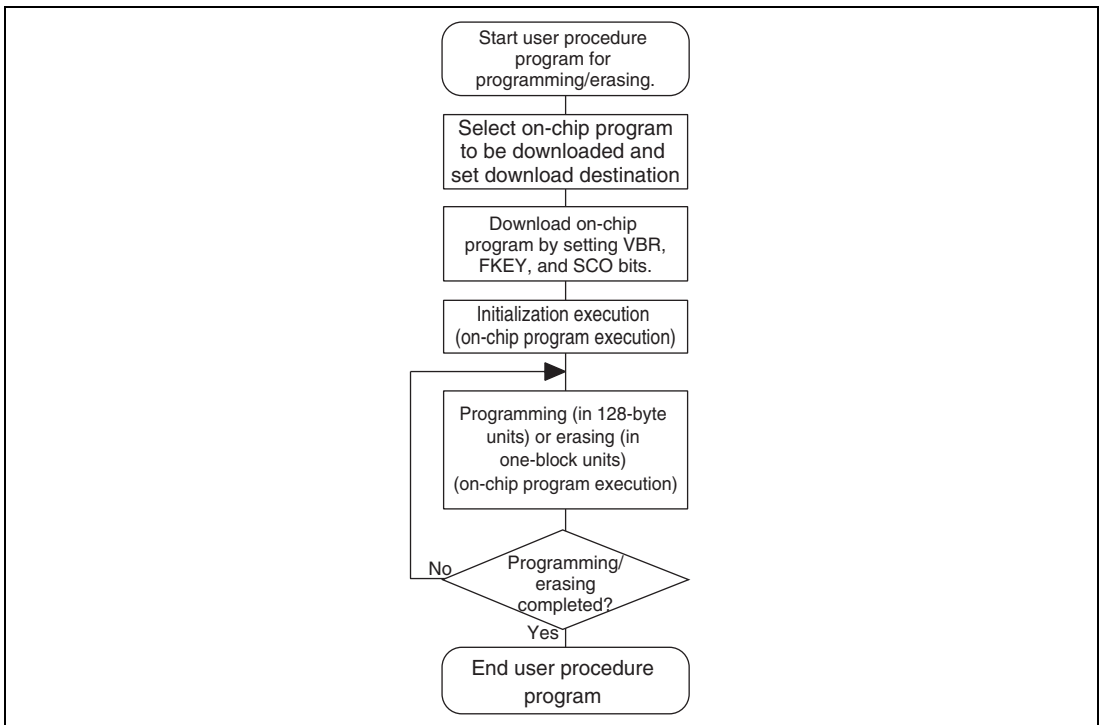 Start user procedure
program for
programming/erasing.
Select on-chip program
to be downloaded and
set download destination
Download on-chip
program by setting VBR,
FKEY, and SCO bits.
Initialization execution
(on-chip program execution)
Programming (in 128-byte
units) or erasing (in
one-block units)
(on-chip program execution)
Programming/
erasing
completed?
No
Yes
End user procedure
program